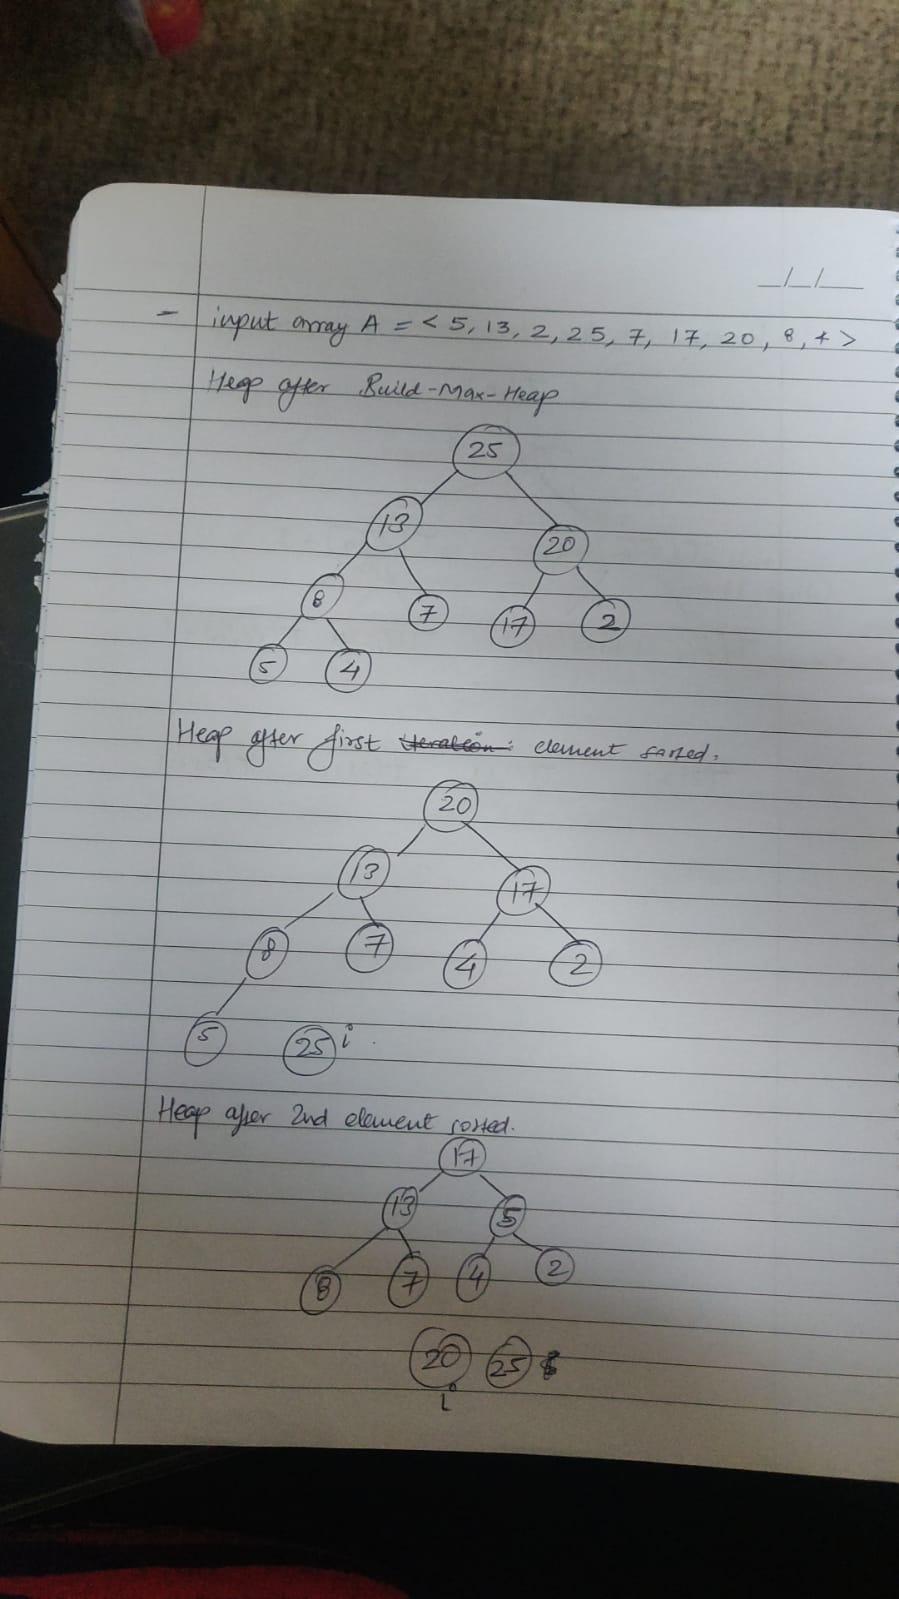 _/_/_
- input array A = < 5, 13, 2, 25, 7, 17, 20, 8, 4 >
Heap after Build-Max-Heap
25
13 20
8 7 17 2
5 4
Heap after first iteration: element sorted.
20
13 17
8 7 4 2
5 25 i
Heap after 2nd element sorted.
17
13 5
8 7 4 2
20 25
i